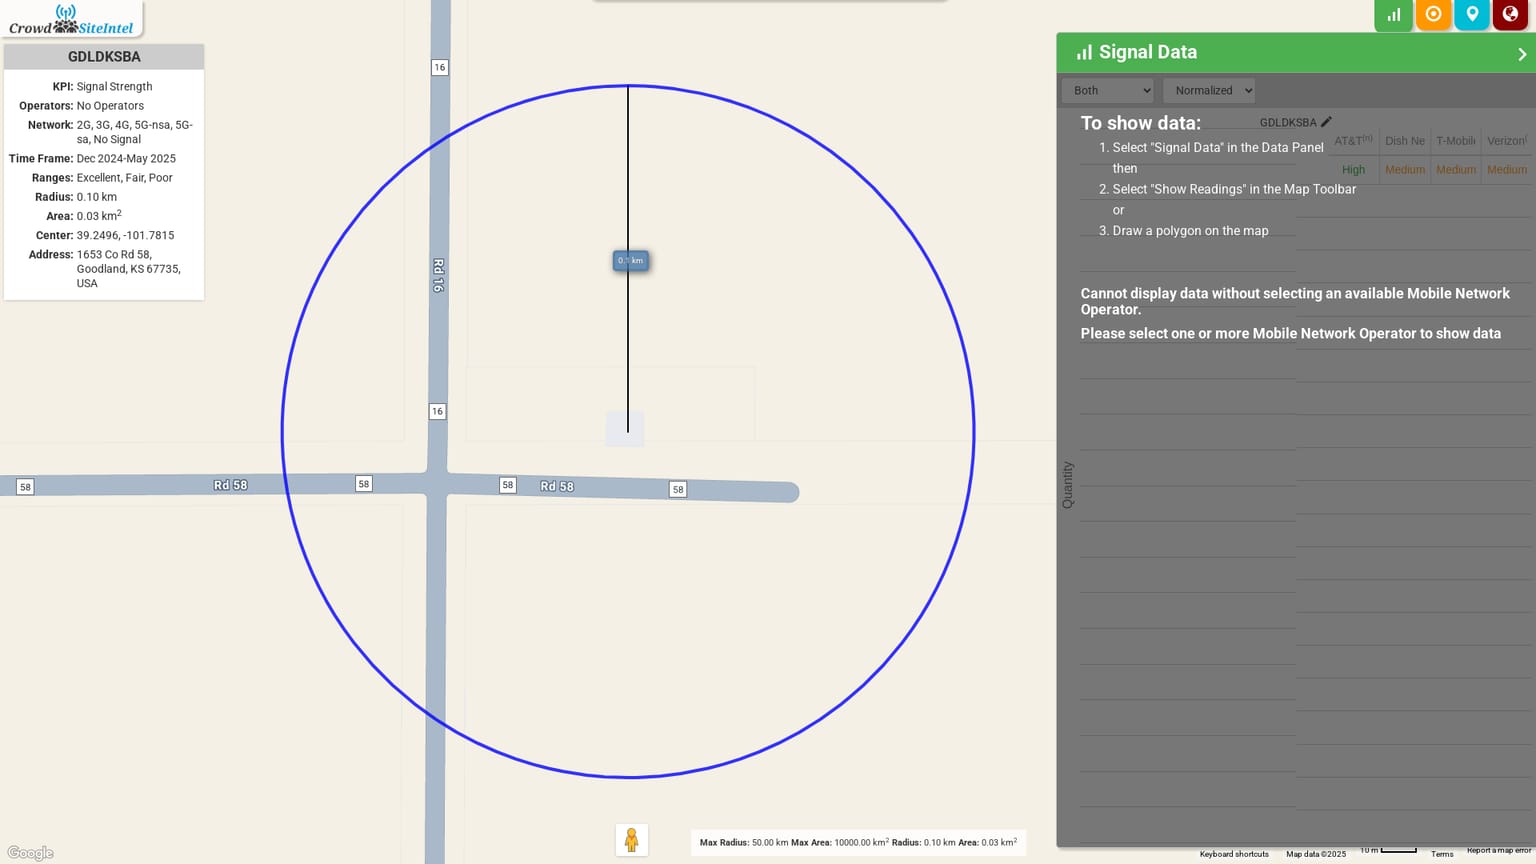 Crowd SiteIntel
GDLDKSBA
KPI: Signal Strength
Operators: No Operators
Network: 2G, 3G, 4G, 5G-nsa, 5G-
sa, No Signal
Time Frame: Dec 2024-May 2025
Ranges: Excellent, Fair, Poor
Radius: 0.10 km
Area: 0.03 km²
Center: 39.2496, -101.7815
Address: 1653 Co Rd 58,
Goodland, KS 67735,
USA
16
Rd 16
0.1 km
16
58
Rd 58
58
58
Rd 58
58
Signal Data
Both
Normalized
To show data:
GDLDKSBA
1. Select "Signal Data" in the Data Panel
then
2. Select "Show Readings" in the Map Toolbar
or
3. Draw a polygon on the map
AT&T(n) Dish Ne T-Mobile Verizon
High Medium Medium Medium
Cannot display data without selecting an available Mobile Network
Operator.
Please select one or more Mobile Network Operator to show data
Quantity
Max Radius: 50.00 km Max Area: 10000.00 km² Radius: 0.10 km Area: 0.03 km²
Google
Keyboard shortcuts Map data ©2025 10 m Terms Report a map error